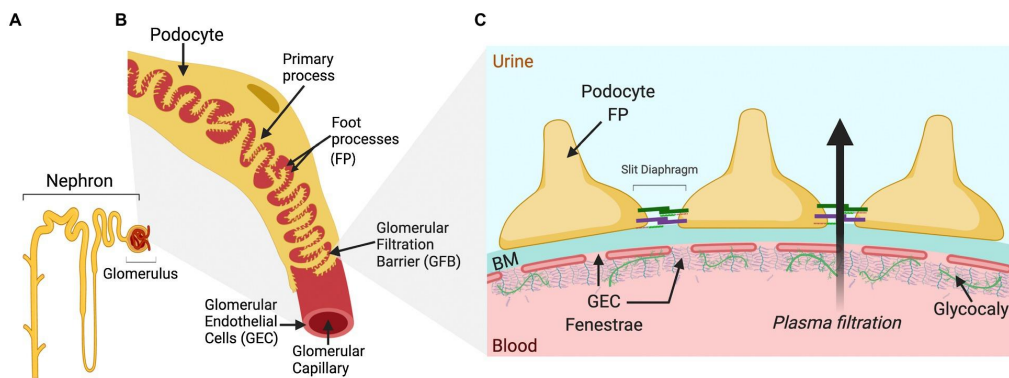 A
B
C
Podocyte
Primary
process
Foot
processes
(FP)
Nephron
Glomerulus
Glomerular
Filtration
Barrier (GFB)
Glomerular
Endothelial
Cells (GEC)
Glomerular
Capillary
Urine
Podocyte
FP
Slit Diaphragm
BM
GEC
Fenestrae
Plasma filtration
Glycocaly
Blood